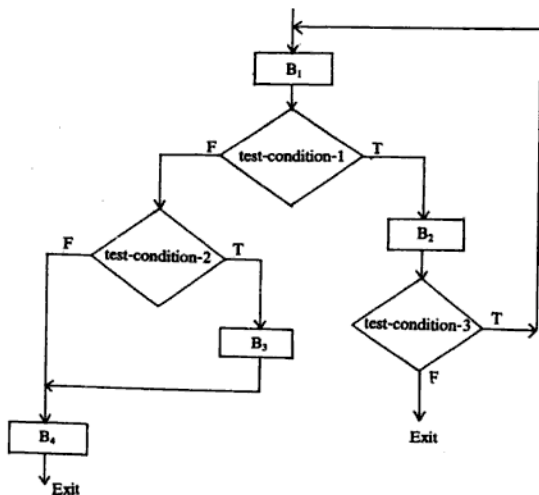 B₁
test-condition-1
F
T
test-condition-2
F
T
B₂
test-condition-3
T
F
B₃
B₄
Exit
Exit